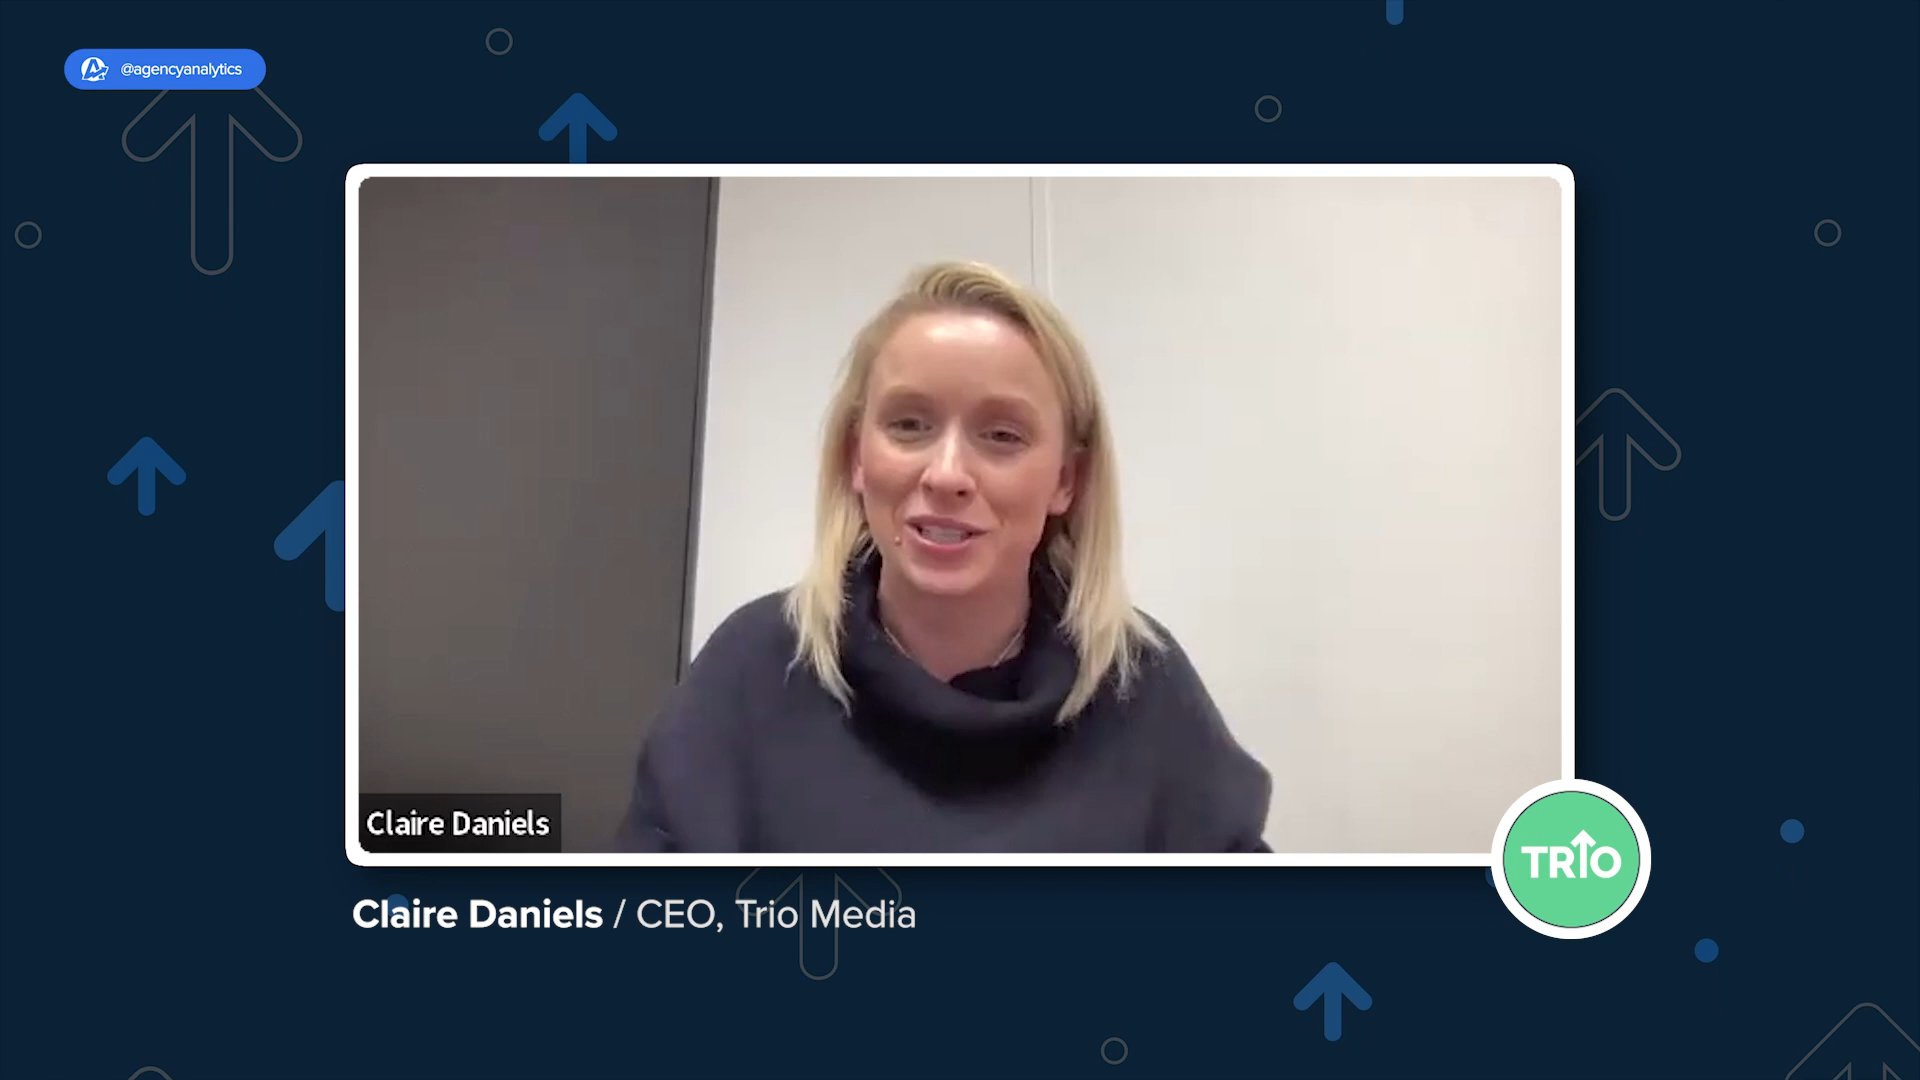 @agencyanalytics
Claire Daniels
TRIO
Claire Daniels / CEO, Trio Media